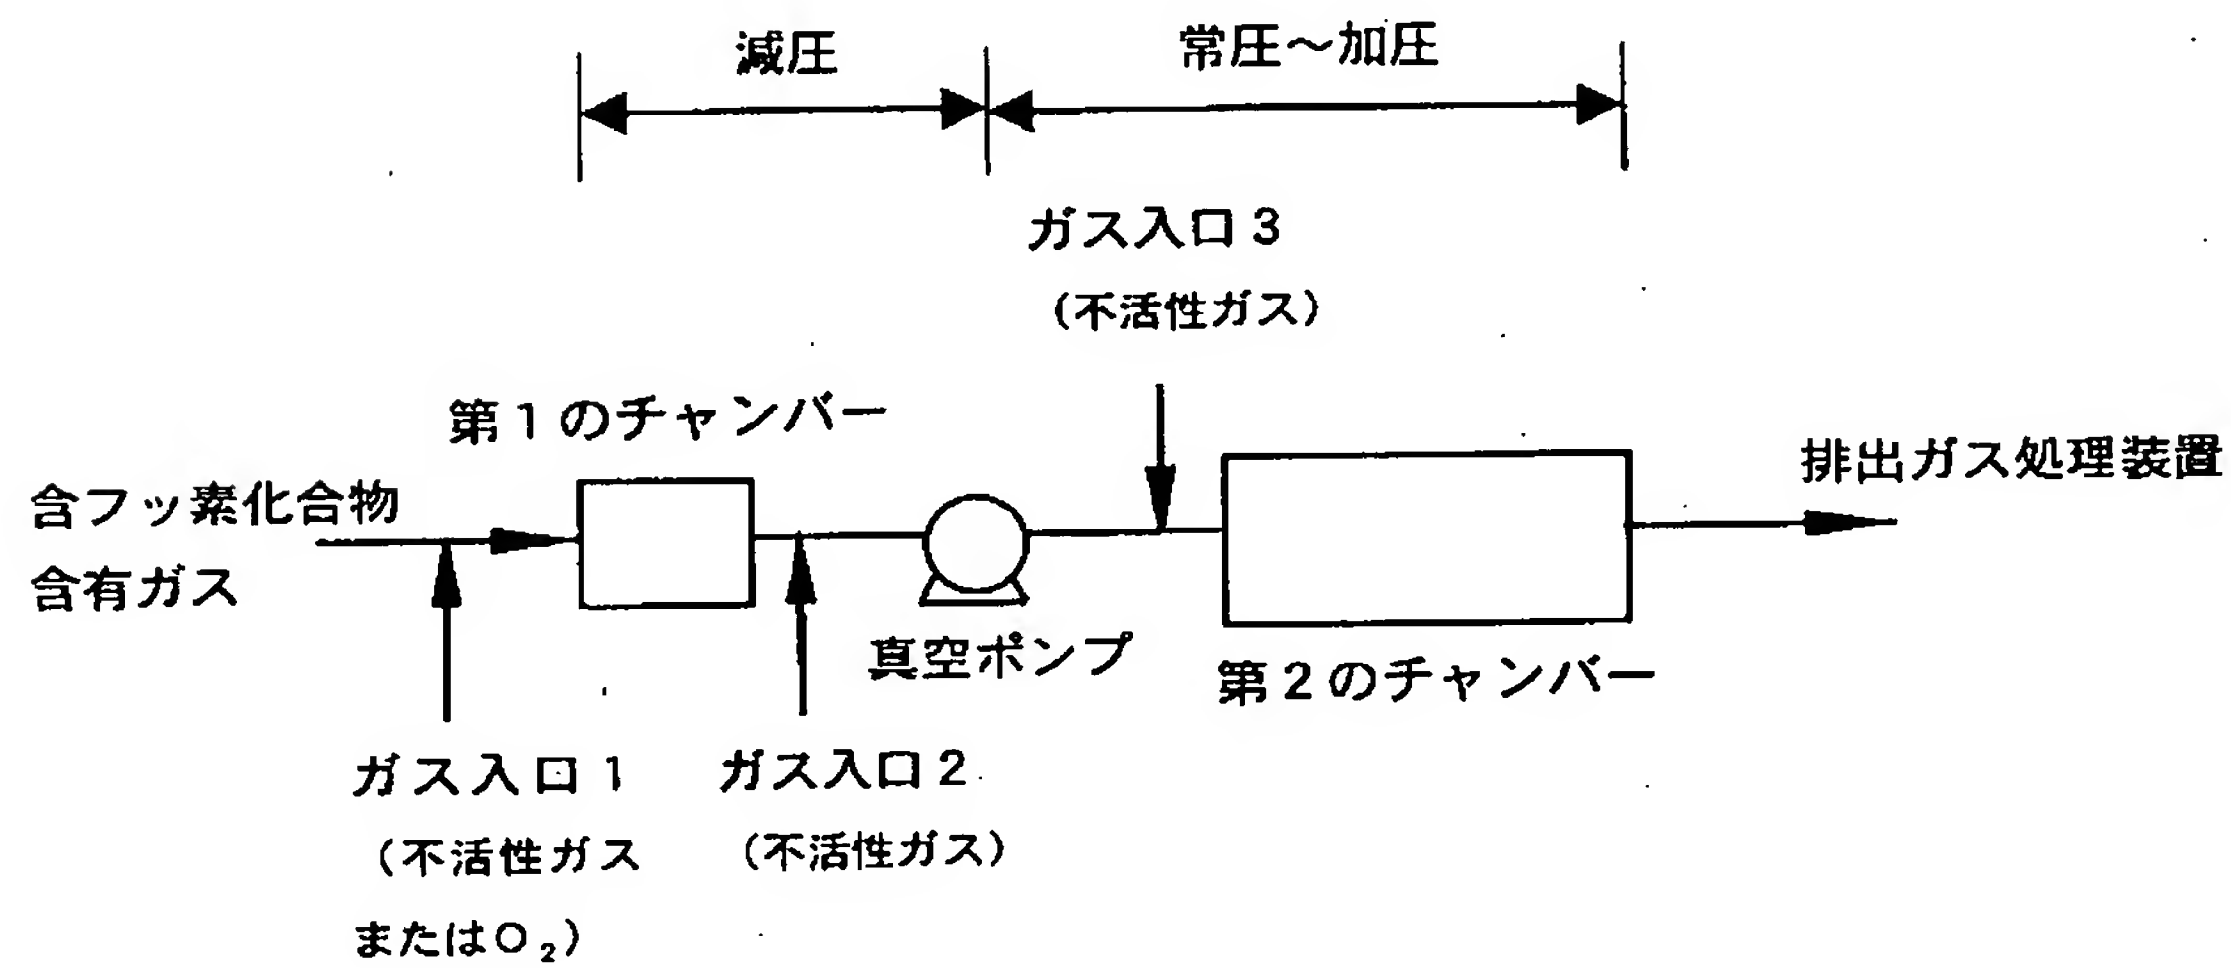 減圧
常圧～加圧
ガス入口3
（不活性ガス）
第1のチャンバー
排出ガス処理装置
含フッ素化合物
含有ガス
真空ポンプ
第2のチャンバー
ガス入口1
ガス入口2
（不活性ガス
（不活性ガス）
またはO₂）